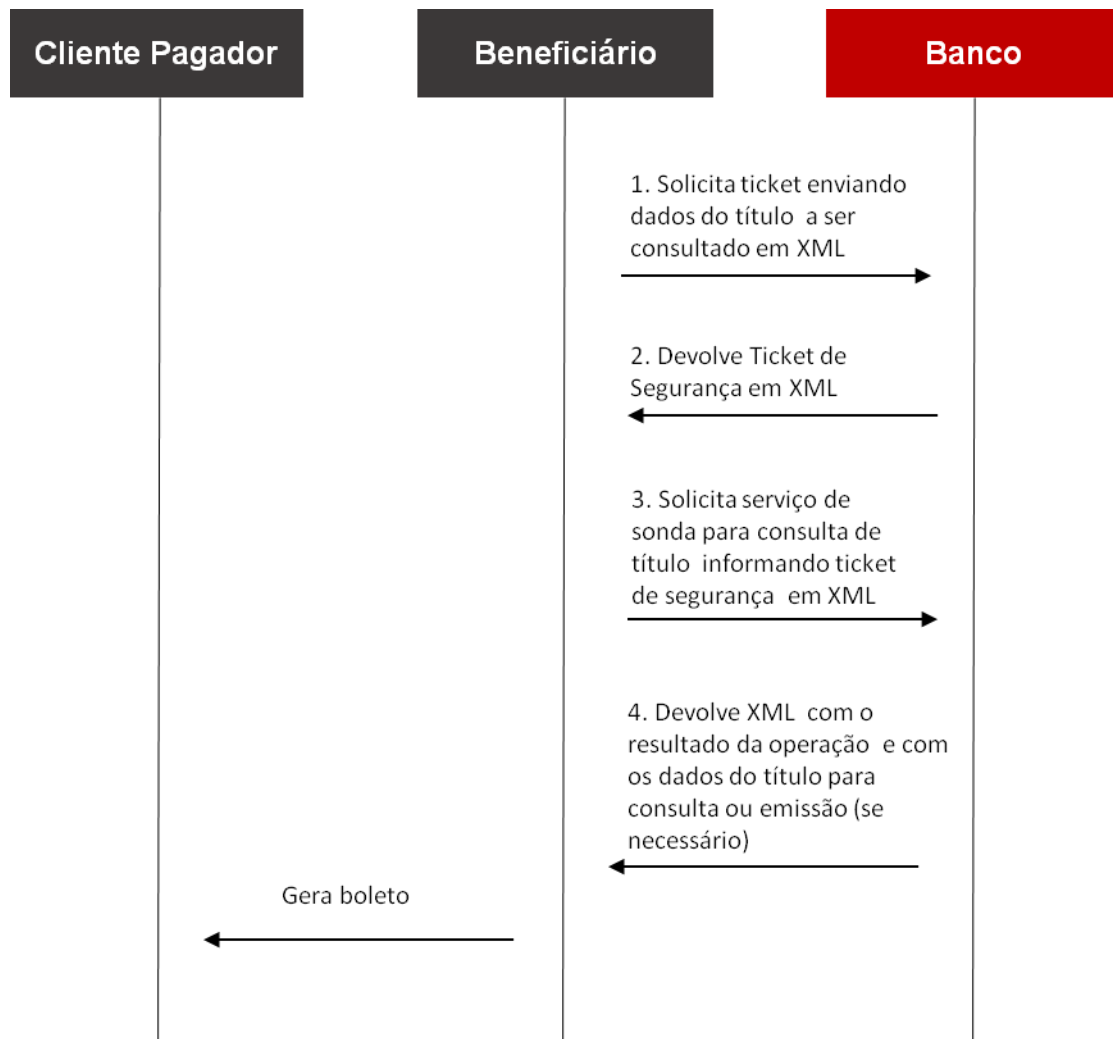 Cliente Pagador
Beneficiário
Banco
1. Solicita ticket enviando
dados do título a ser
consultado em XML
2. Devolve Ticket de
Segurança em XML
3. Solicita serviço de
sonda para consulta de
título informando ticket
de segurança em XML
4. Devolve XML com o
resultado da operação e com
os dados do título para
consulta ou emissão (se
necessário)
Gera boleto